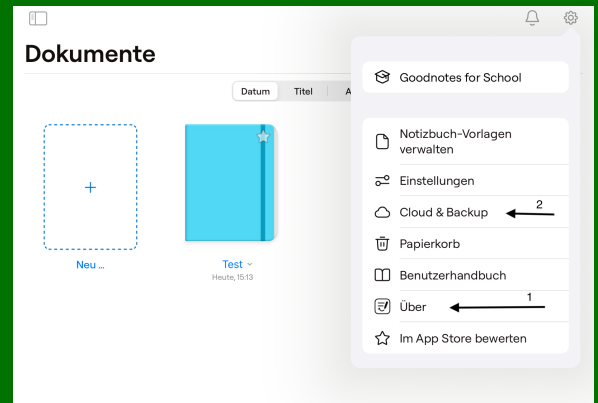 Dokumente
Datum Titel A
Goodnotes for School
Notizbuch-Vorlagen
verwalten
Einstellungen
Cloud & Backup 2
Papierkorb
Benutzerhandbuch
Über 1
Im App Store bewerten
Neu ...
Test
Heute, 15:13